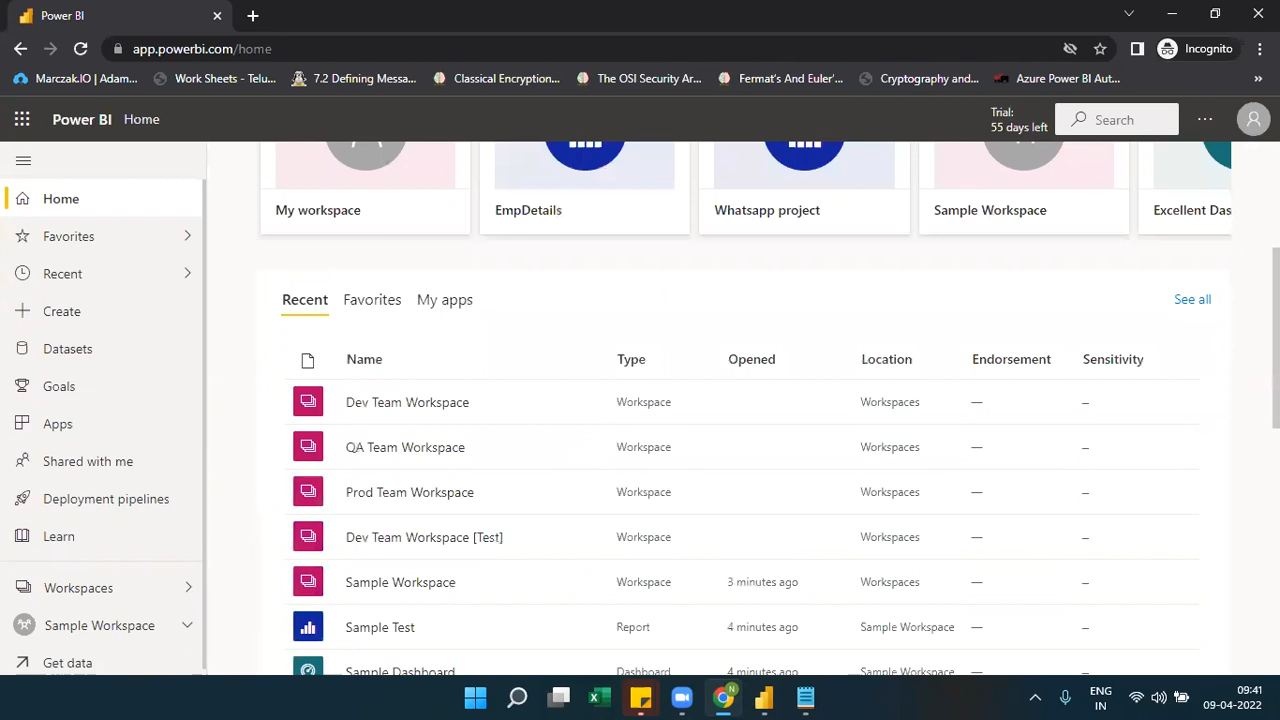 Power BI
app.powerbi.com/home
Incognito
Marczak.IO | Adam...
Work Sheets - Telu...
7.2 Defining Messa...
Classical Encryption...
The OSI Security Ar...
Fermat's And Euler'...
Cryptography and...
Azure Power BI Aut...
Power BI Home
Trial:
55 days left
Search
Home
Favorites
Recent
Create
Datasets
Goals
Apps
Shared with me
Deployment pipelines
Learn
Workspaces
Sample Workspace
Get data
My workspace
EmpDetails
Whatsapp project
Sample Workspace
Excellent Das
Recent Favorites My apps
See all
Name Type Opened Location Endorsement Sensitivity
Dev Team Workspace Workspace Workspaces — –
QA Team Workspace Workspace Workspaces — –
Prod Team Workspace Workspace Workspaces — –
Dev Team Workspace [Test] Workspace Workspaces — –
Sample Workspace Workspace 3 minutes ago Workspaces — –
Sample Test Report 4 minutes ago Sample Workspace — –
Sample Dashboard Dashboard 4 minutes ago Sample Workspace — –
N
ENG
IN
09:41
09-04-2022